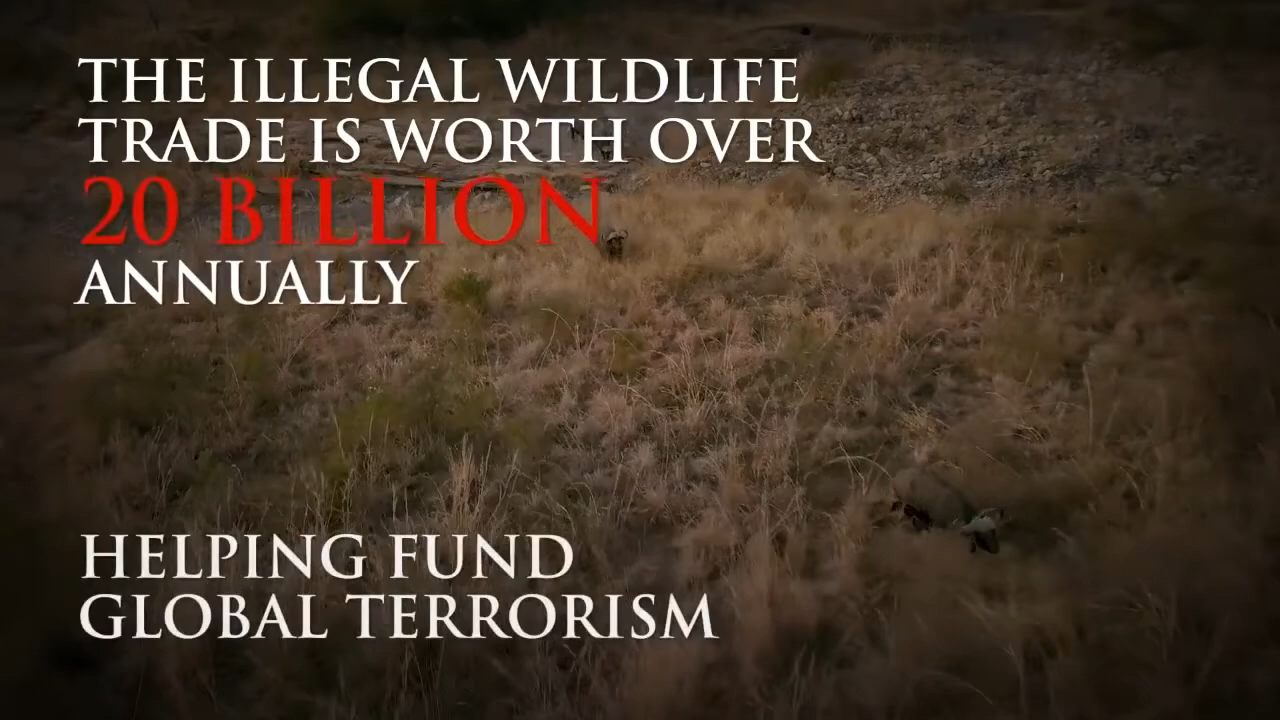 THE ILLEGAL WILDLIFE
TRADE IS WORTH OVER
20 BILLION
ANNUALLY
HELPING FUND
GLOBAL TERRORISM